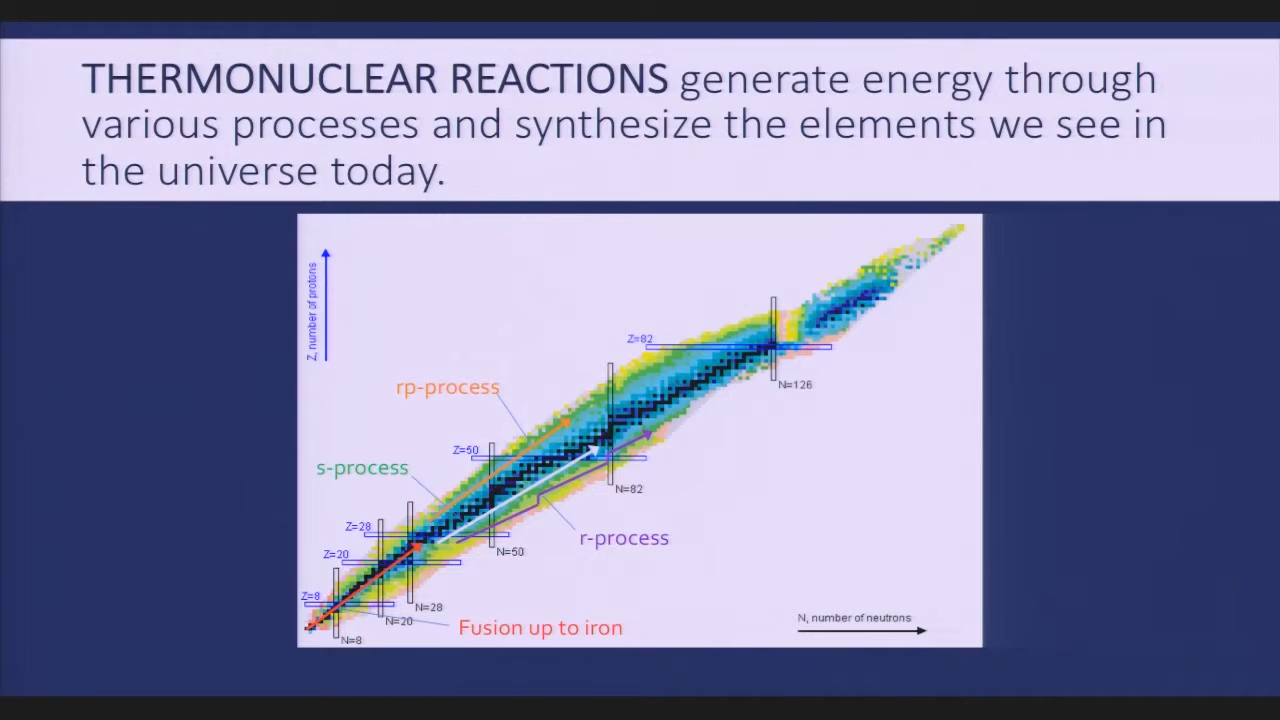 THERMONUCLEAR REACTIONS generate energy through
various processes and synthesize the elements we see in
the universe today.
Z, number of protons
Z=82
N=126
rp-process
Z=50
s-process
N=82
Z=28
r-process
N=50
Z=20
Z=8
N=28
N=20
Fusion up to iron
N, number of neutrons
N=8